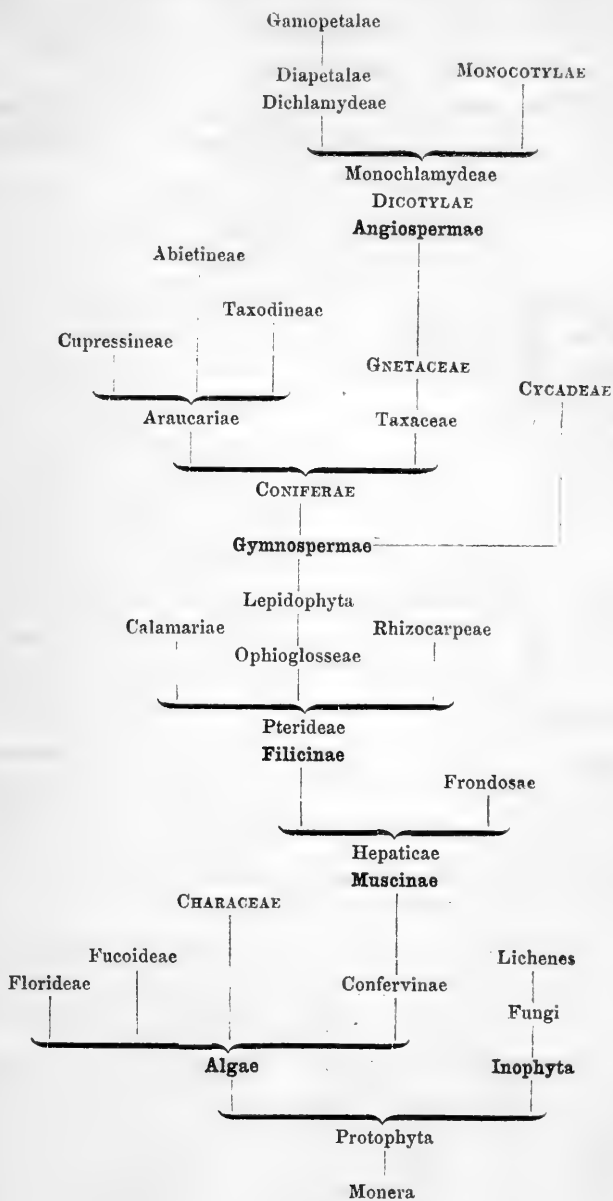 Gamopetalae
Diapetalae
Dichlamydeae
MONOCOTYLAE
Monochlamydeae
DICOTYLAE
Angiospermae
Abietineae
Taxodineae
Cupressineae
GNETACEAE
CYCADEAE
Araucariae
Taxaceae
CONIFERAE
Gymnospermae
Lepidophyta
Calamariae
Rhizocarpeae
Ophioglosseae
Pterideae
Filicinae
Frondosae
Hepaticae
Muscinae
CHARACEAE
Fucoideae
Lichenes
Florideae
Confervinae
Fungi
Algae
Inophyta
Protophyta
Monera